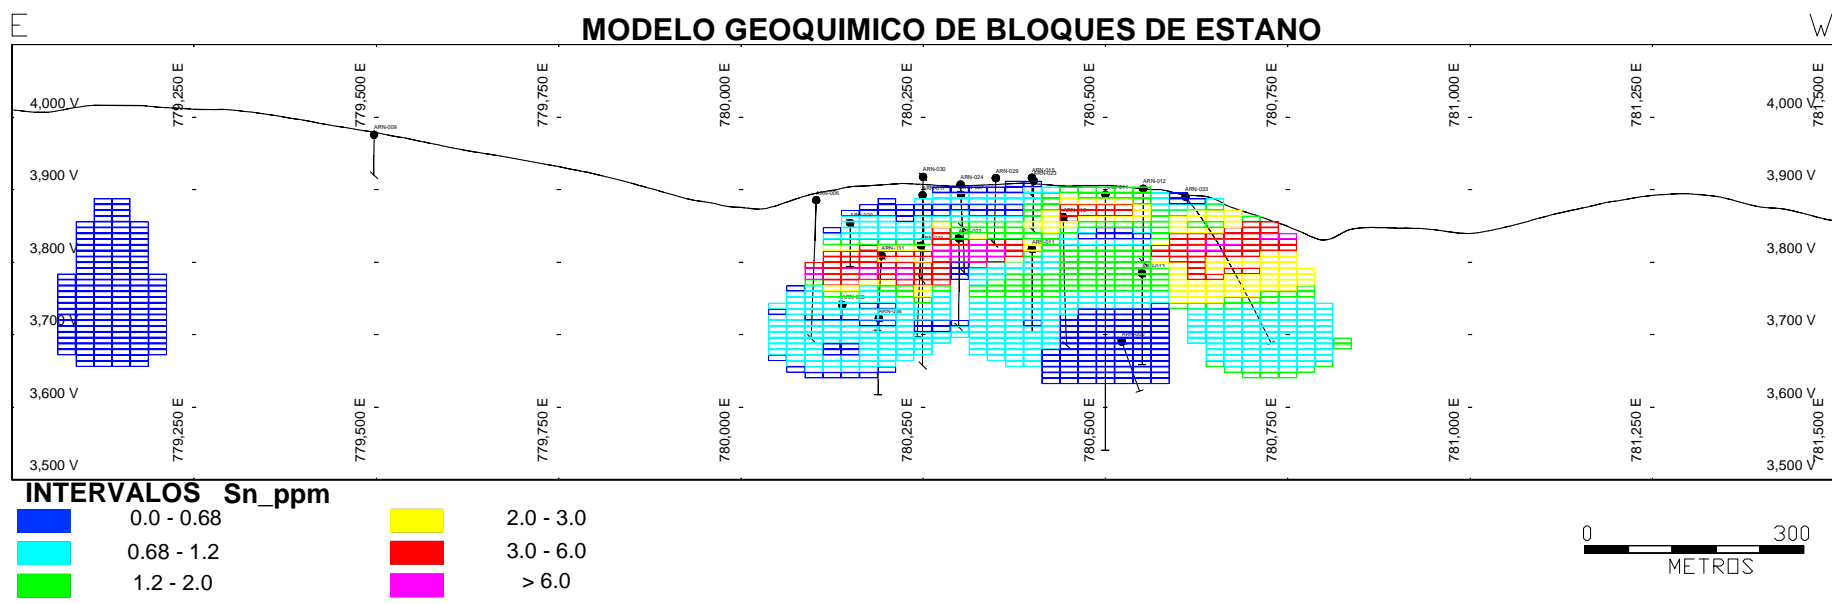 E
MODELO GEOQUIMICO DE BLOQUES DE ESTANO
W
779,250 E
779,500 E
779,750 E
780,000 E
780,250 E
780,500 E
780,750 E
781,000 E
781,250 E
781,500 E
4,000 V
4,000 V
ARN-009
3,900 V
3,900 V
ARN-006
ARN-030
ARN-024
ARN-029
ARN-012
ARN-033
3,800 V
3,800 V
3,700 V
3,700 V
3,600 V
3,600 V
779,250 E
779,500 E
779,750 E
780,000 E
780,250 E
780,500 E
780,750 E
781,000 E
781,250 E
781,500 E
3,500 V
3,500 V
INTERVALOS Sn_ppm
0.0 - 0.68
2.0 - 3.0
0.68 - 1.2
3.0 - 6.0
1.2 - 2.0
> 6.0
0 300
METROS